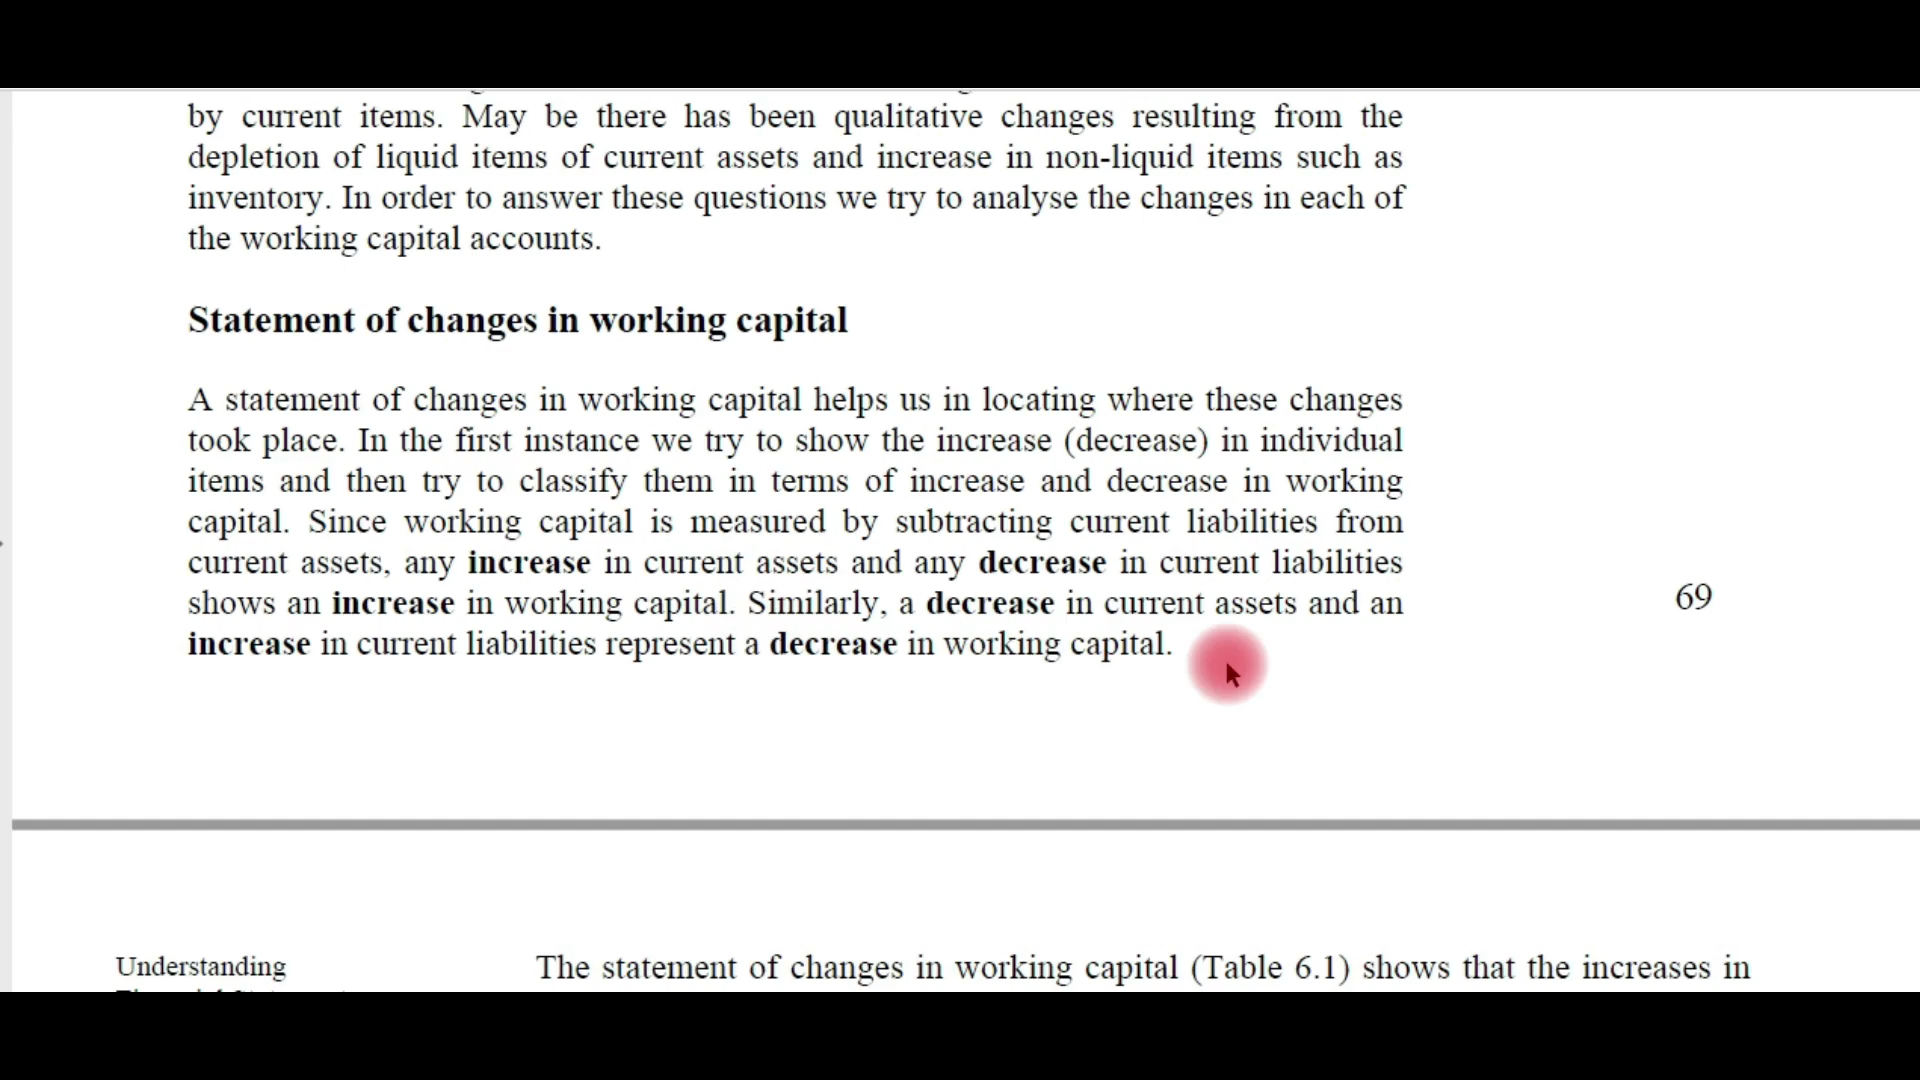 by current items. May be there has been qualitative changes resulting from the
depletion of liquid items of current assets and increase in non-liquid items such as
inventory. In order to answer these questions we try to analyse the changes in each of
the working capital accounts.
Statement of changes in working capital
A statement of changes in working capital helps us in locating where these changes
took place. In the first instance we try to show the increase (decrease) in individual
items and then try to classify them in terms of increase and decrease in working
capital. Since working capital is measured by subtracting current liabilities from
current assets, any increase in current assets and any decrease in current liabilities
shows an increase in working capital. Similarly, a decrease in current assets and an
increase in current liabilities represent a decrease in working capital.
69
Understanding
The statement of changes in working capital (Table 6.1) shows that the increases in